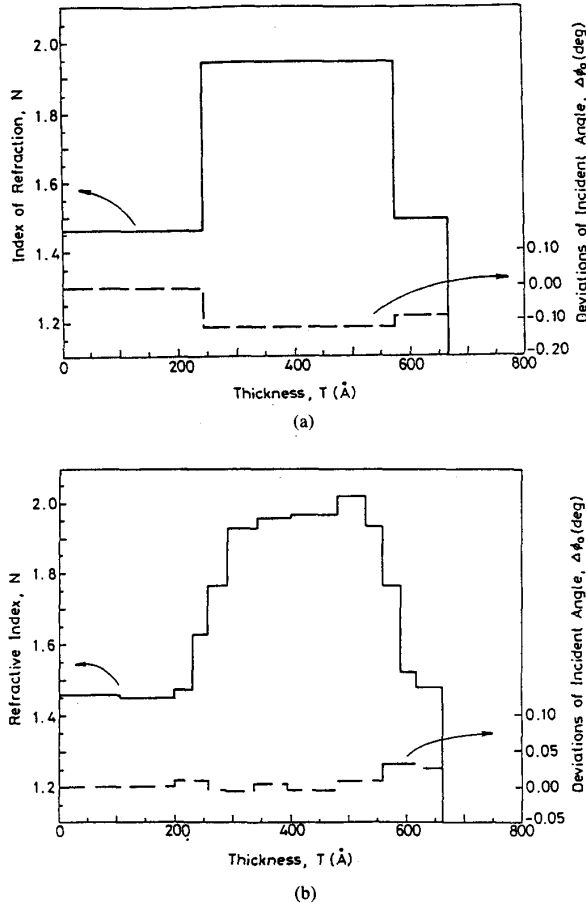 2.0
1.8
1.6
1.4
1.2
Index of Refraction, N
0.10
0.00
-0.10
-0.20
Deviations of Incident Angle, Δϕ₀(deg)
0 200 400 600 800
Thickness, T (Å)
(a)
2.0
1.8
1.6
1.4
1.2
Refractive Index, N
0.10
0.05
0.00
-0.05
Deviations of Incident Angle, Δϕ₀(deg)
0 200 400 600 800
Thickness, T (Å)
(b)